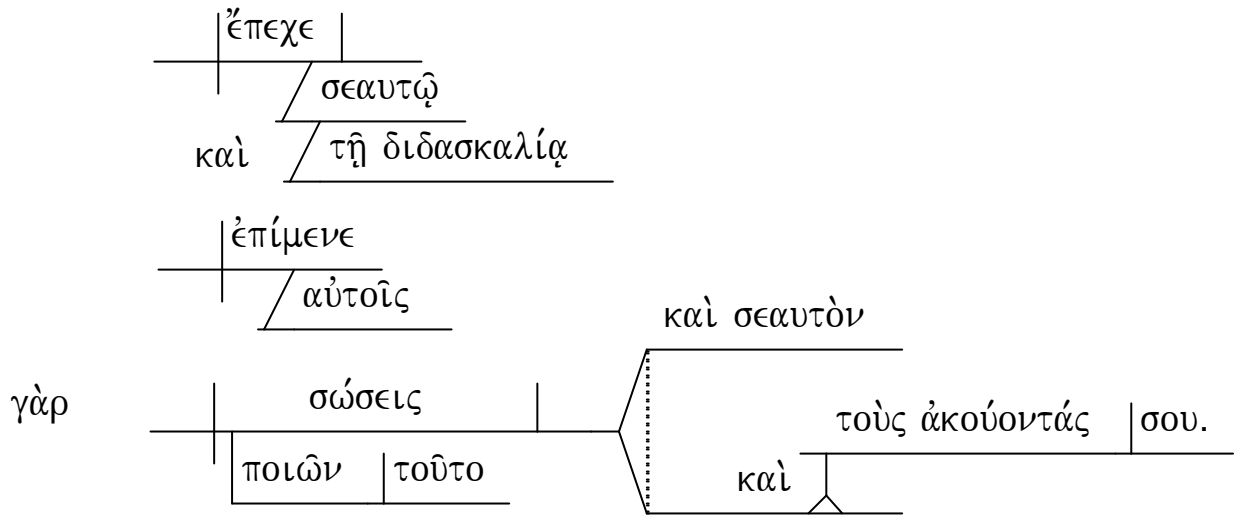 ἔπεχε
σεαυτῷ
καὶ τῇ διδασκαλίᾳ
ἐπίμενε
αὐτοῖς
καὶ σεαυτὸν
γὰρ σώσεις
τοὺς ἀκούοντάς σου.
ποιῶν τοῦτο
καὶ